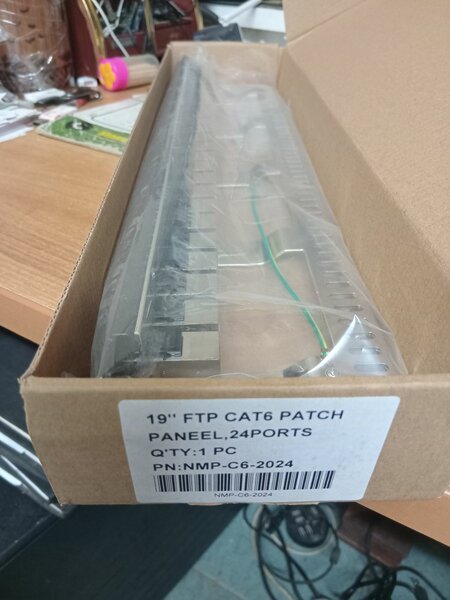 19" FTP CAT6 PATCH
PANEEL,24PORTS
Q'TY:1 PC
PN:NMP-C6-2024
NMP-C6-2024